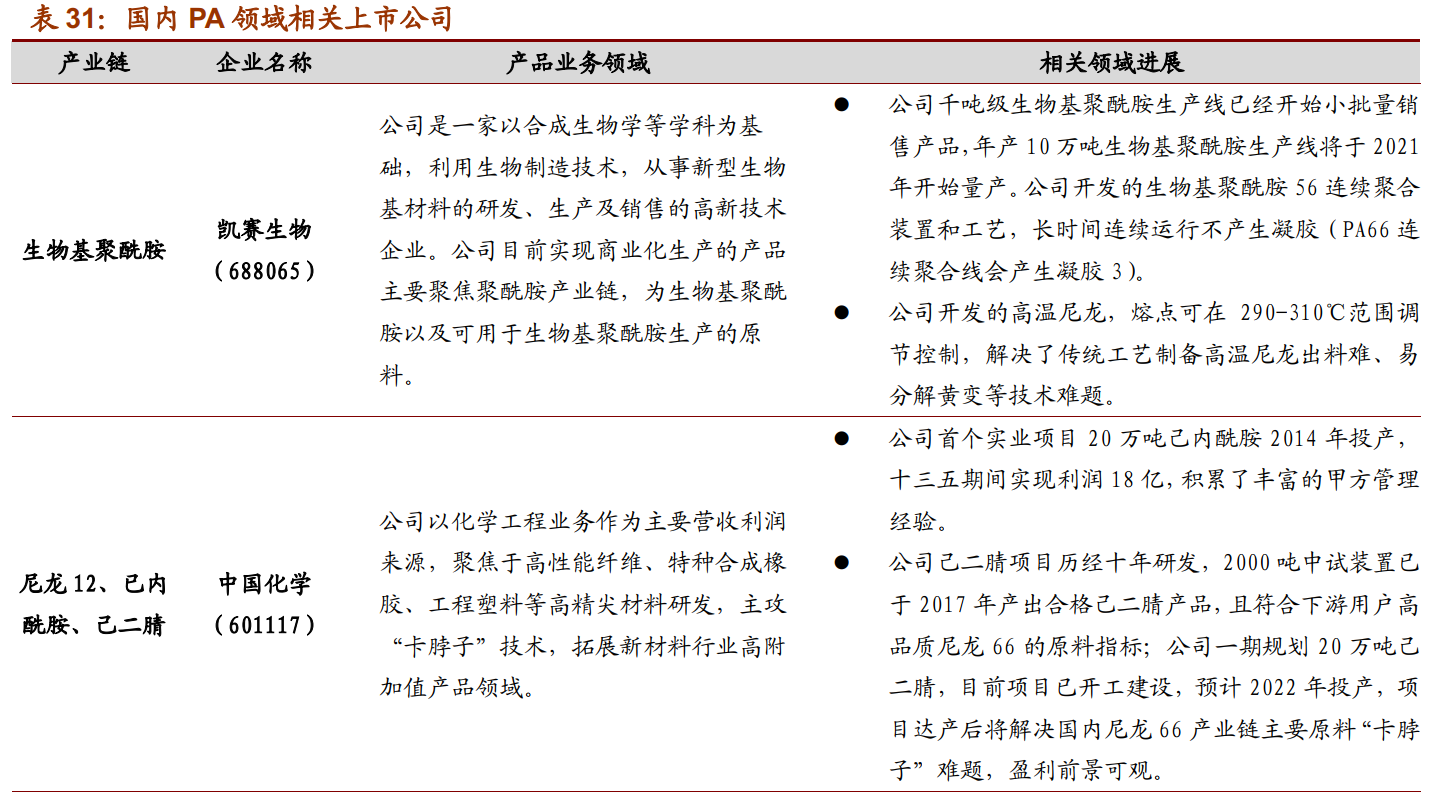 表 31：国内 PA 领域相关上市公司
产业链 企业名称 产品业务领域 相关领域进展
生物基聚酰胺
凯赛生物
（688065）
公司是一家以合成生物学等学科为基
础，利用生物制造技术，从事新型生物
基材料的研发、生产及销售的高新技术
企业。公司目前实现商业化生产的产品
主要聚焦聚酰胺产业链，为生物基聚酰
胺以及可用于生物基聚酰胺生产的原
料。
● 公司千吨级生物基聚酰胺生产线已经开始小批量销
售产品，年产 10 万吨生物基聚酰胺生产线将于 2021
年开始量产。公司开发的生物基聚酰胺 56 连续聚合
装置和工艺，长时间连续运行不产生凝胶（PA66 连
续聚合线会产生凝胶 3）。
● 公司开发的高温尼龙，熔点可在 290-310℃范围调
节控制，解决了传统工艺制备高温尼龙出料难、易
分解黄变等技术难题。
尼龙 12、己内
酰胺、己二腈
中国化学
（601117）
公司以化学工程业务作为主要营收利润
来源，聚焦于高性能纤维、特种合成橡
胶、工程塑料等高精尖材料研发，主攻
“卡脖子”技术，拓展新材料行业高附
加值产品领域。
● 公司首个实业项目 20 万吨己内酰胺 2014 年投产，
十三五期间实现利润 18 亿，积累了丰富的甲方管理
经验。
● 公司己二腈项目历经十年研发，2000 吨中试装置已
于 2017 年产出合格己二腈产品，且符合下游用户高
品质尼龙 66 的原料指标；公司一期规划 20 万吨己
二腈，目前项目已开工建设，预计 2022 年投产，项
目达产后将解决国内尼龙 66 产业链主要原料“卡脖
子”难题，盈利前景可观。